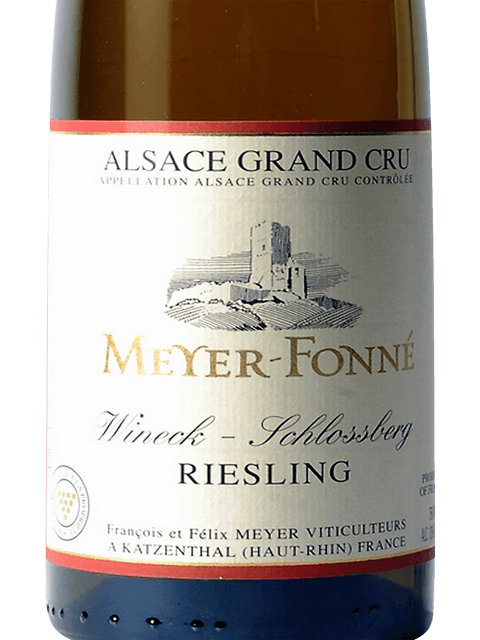 ALSACE GRAND CRU
APPELLATION ALSACE GRAND CRU CONTRÔLÉE
MEYER-FONNÉ
Wineck - Schlossberg
RIESLING
François et Félix MEYER VITICULTEURS
A KATZENTHAL (HAUT-RHIN) FRANCE